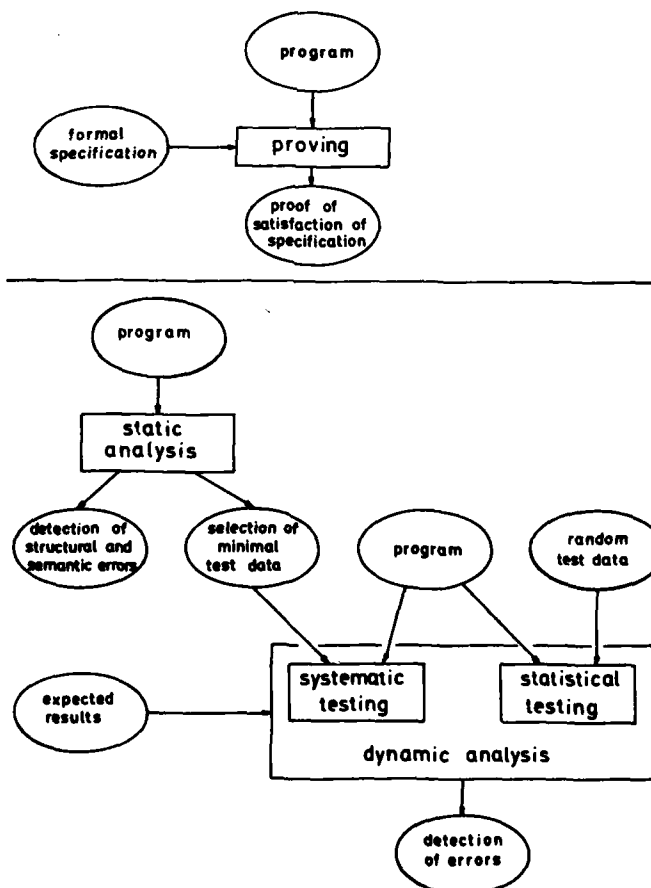 program
formal
specification
proving
proof of
satisfaction of
specification
program
static
analysis
detection of
structural and
semantic errors
selection of
minimal
test data
program
random
test data
systematic
testing
statistical
testing
expected
results
dynamic analysis
detection
of errors